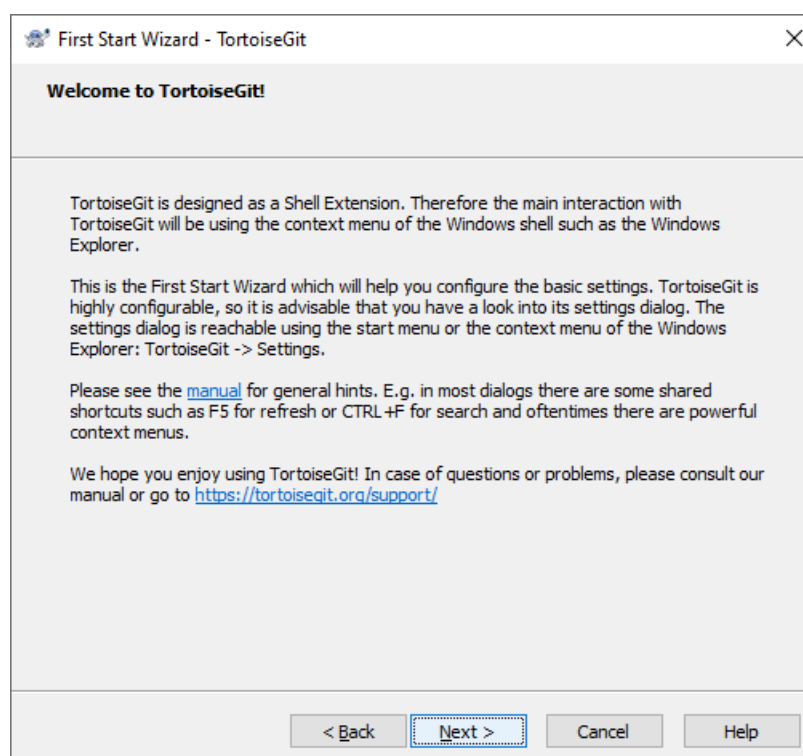 First Start Wizard - TortoiseGit
Welcome to TortoiseGit!
TortoiseGit is designed as a Shell Extension. Therefore the main interaction with
TortoiseGit will be using the context menu of the Windows shell such as the Windows
Explorer.
This is the First Start Wizard which will help you configure the basic settings. TortoiseGit is
highly configurable, so it is advisable that you have a look into its settings dialog. The
settings dialog is reachable using the start menu or the context menu of the Windows
Explorer: TortoiseGit -> Settings.
Please see the manual for general hints. E.g. in most dialogs there are some shared
shortcuts such as F5 for refresh or CTRL+F for search and oftentimes there are powerful
context menus.
We hope you enjoy using TortoiseGit! In case of questions or problems, please consult our
manual or go to https://tortoisegit.org/support/
< Back Next > Cancel Help